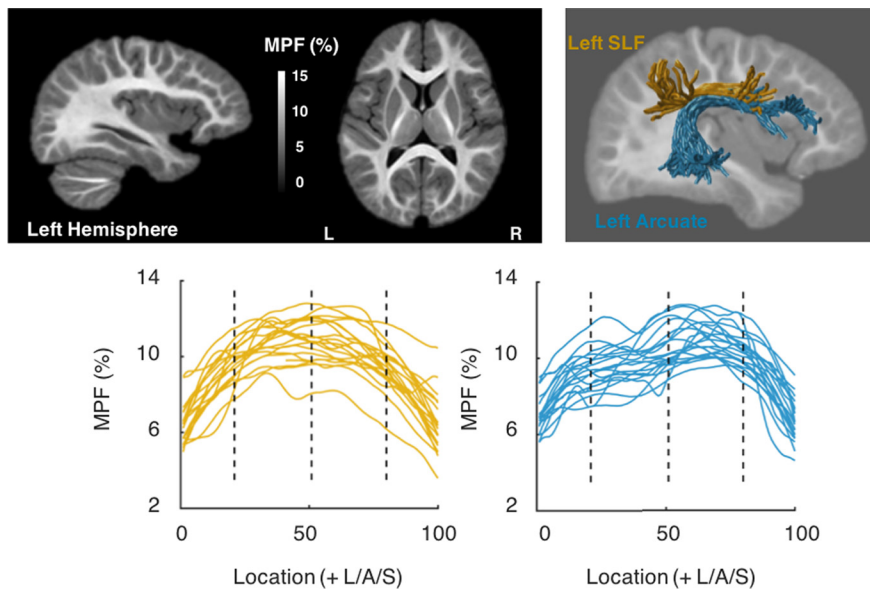 MPF (%)
15
10
5
0
Left Hemisphere
L
R
Left SLF
Left Arcuate
14
10
6
2
MPF (%)
0
50
100
Location (+ L/A/S)
14
10
6
2
MPF (%)
0
50
100
Location (+ L/A/S)